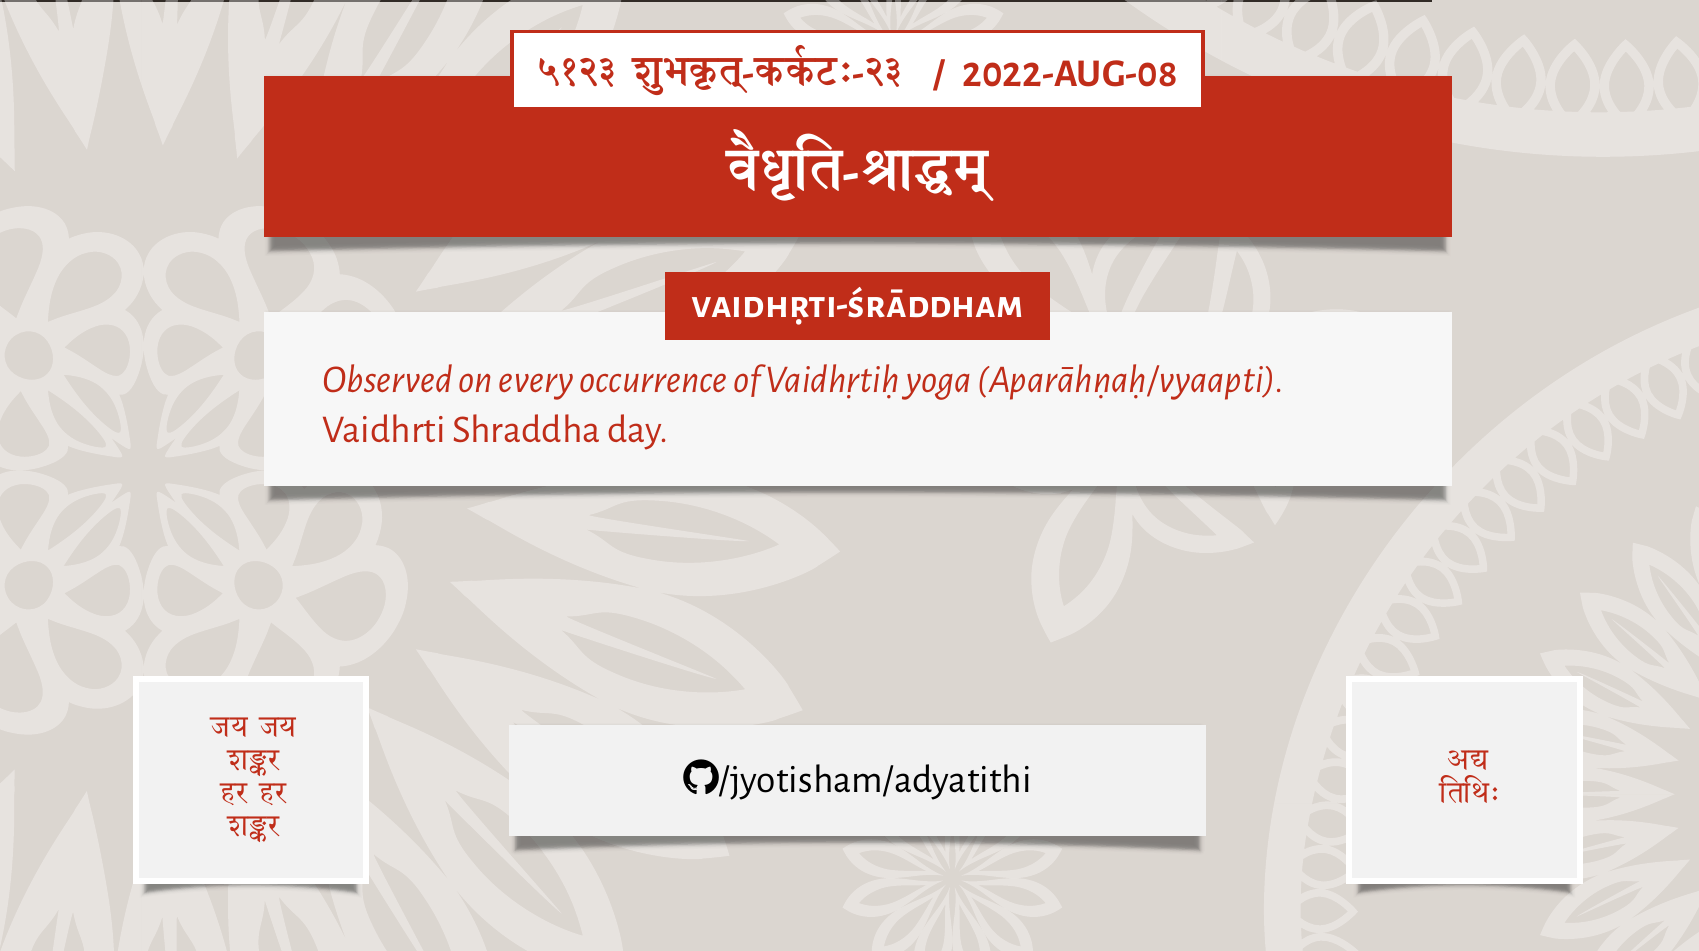 ५१२३ शुभकृत्-कर्कटः-२३ / 2022-AUG-08
वैधृति-श्राद्धम्
VAIDHṚTI-ŚRĀDDHAM
Observed on every occurrence of Vaidhṛtiḥ yoga (Aparāhṇaḥ/vyaapti).
Vaidhrti Shraddha day.
जय जय
शङ्कर
हर हर
शङ्कर
/jyotisham/adyatithi
अद्य
तिथिः